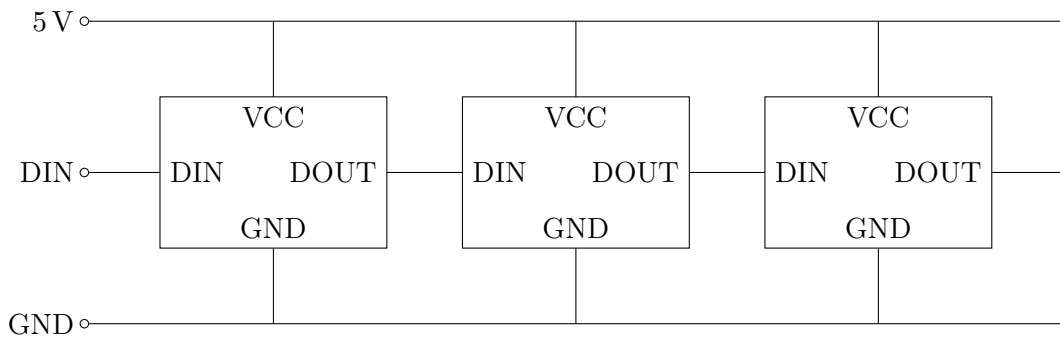 5 V
VCC VCC VCC
DIN DIN DOUT DIN DOUT DIN DOUT
GND GND GND
GND